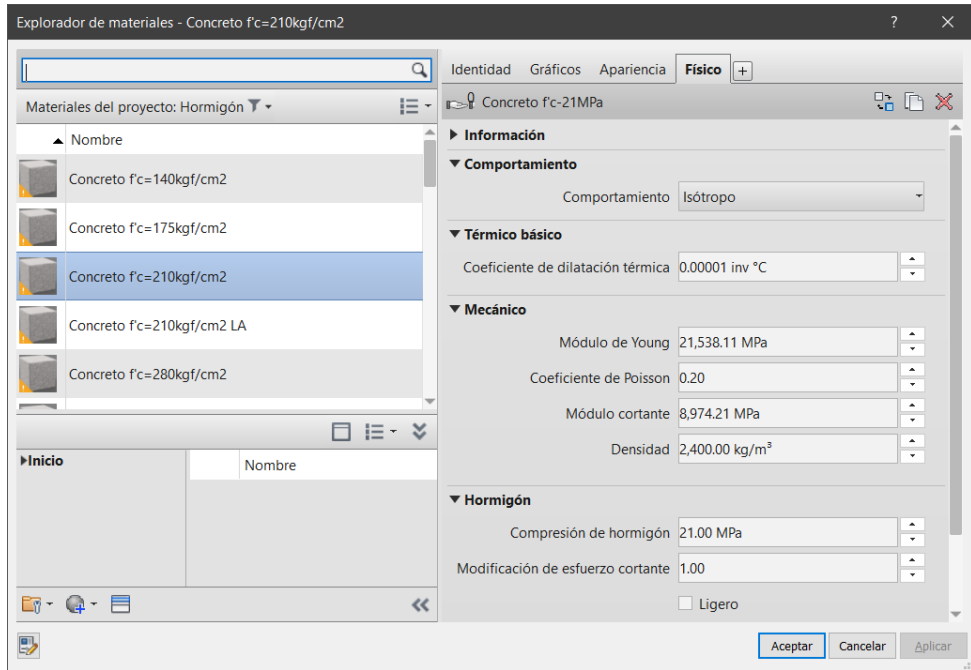 Explorador de materiales - Concreto f'c=210kgf/cm2
Identidad Gráficos Apariencia Físico
Materiales del proyecto: Hormigón
Concreto f'c-21MPa
Nombre
Concreto f'c=140kgf/cm2
Concreto f'c=175kgf/cm2
Concreto f'c=210kgf/cm2
Concreto f'c=210kgf/cm2 LA
Concreto f'c=280kgf/cm2
Inicio
Nombre
Información
Comportamiento
Comportamiento Isótropo
Térmico básico
Coeficiente de dilatación térmica 0.00001 inv °C
Mecánico
Módulo de Young 21,538.11 MPa
Coeficiente de Poisson 0.20
Módulo cortante 8,974.21 MPa
Densidad 2,400.00 kg/m³
Hormigón
Compresión de hormigón 21.00 MPa
Modificación de esfuerzo cortante 1.00
Ligero
Aceptar Cancelar Aplicar